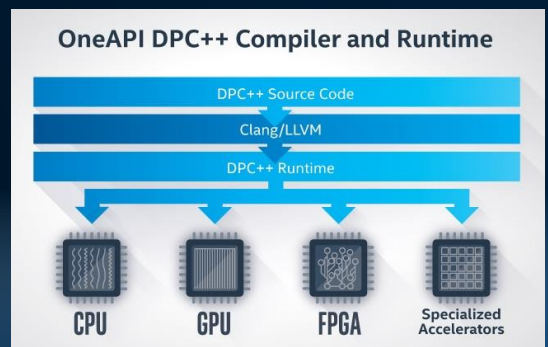 OneAPI DPC++ Compiler and Runtime
DPC++ Source Code
Clang/LLVM
DPC++ Runtime
CPU
GPU
FPGA
Specialized
Accelerators